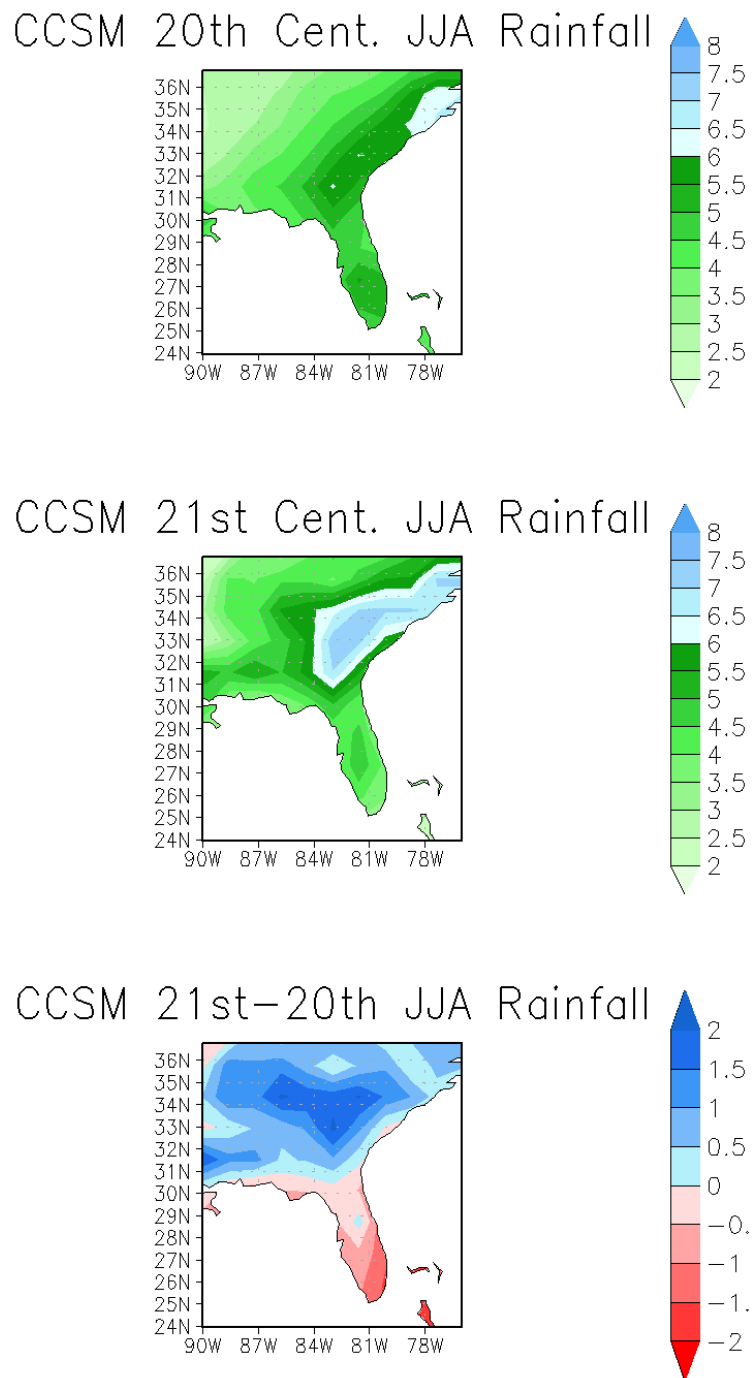 CCSM 20th Cent. JJA Rainfall
36N
35N
34N
33N
32N
31N
30N
29N
28N
27N
26N
25N
24N
90W 87W 84W 81W 78W
8
7.5
7
6.5
6
5.5
5
4.5
4
3.5
3
2.5
2
CCSM 21st Cent. JJA Rainfall
36N
35N
34N
33N
32N
31N
30N
29N
28N
27N
26N
25N
24N
90W 87W 84W 81W 78W
8
7.5
7
6.5
6
5.5
5
4.5
4
3.5
3
2.5
2
CCSM 21st-20th JJA Rainfall
36N
35N
34N
33N
32N
31N
30N
29N
28N
27N
26N
25N
24N
90W 87W 84W 81W 78W
2
1.5
1
0.5
0
-0.
-1
-1.
-2